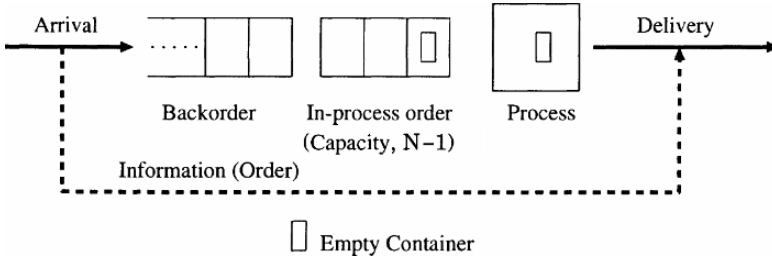 Arrival
Delivery
Backorder
In-process order
(Capacity, N-1)
Process
Information (Order)
Empty Container